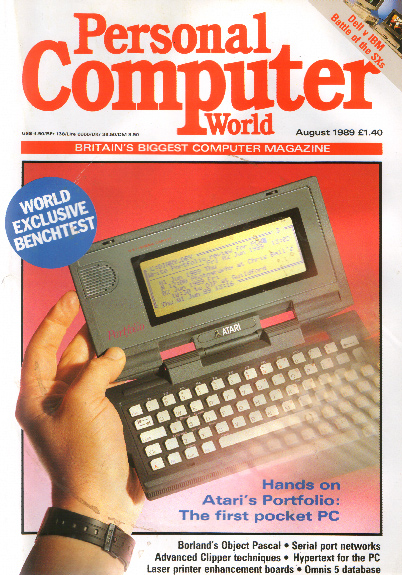 Dell v IBM
Battle of the SXs
Personal
Computer
World
August 1989 £1.40
BRITAIN'S BIGGEST COMPUTER MAGAZINE
WORLD
EXCLUSIVE
BENCHTEST
ATARI
Hands on
Atari's Portfolio:
The first pocket PC
Borland's Object Pascal • Serial port networks
Advanced Clipper techniques • Hypertext for the PC
Laser printer enhancement boards • Omnis 5 database